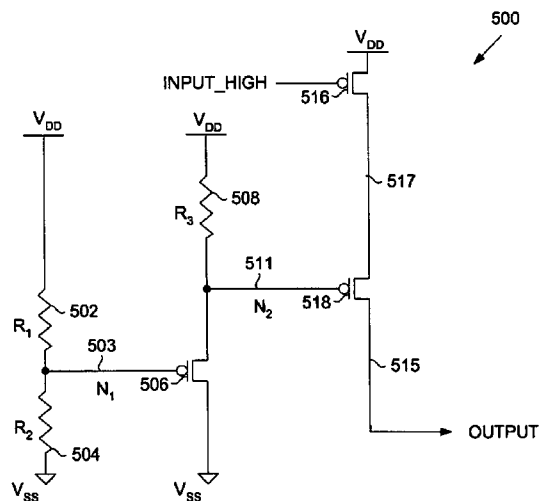 500
V_DD
INPUT_HIGH
516
V_DD
V_DD
508
517
R_3
511
502
518
R_1
503
N_2
N_1
506
515
R_2
504
OUTPUT
V_SS
V_SS